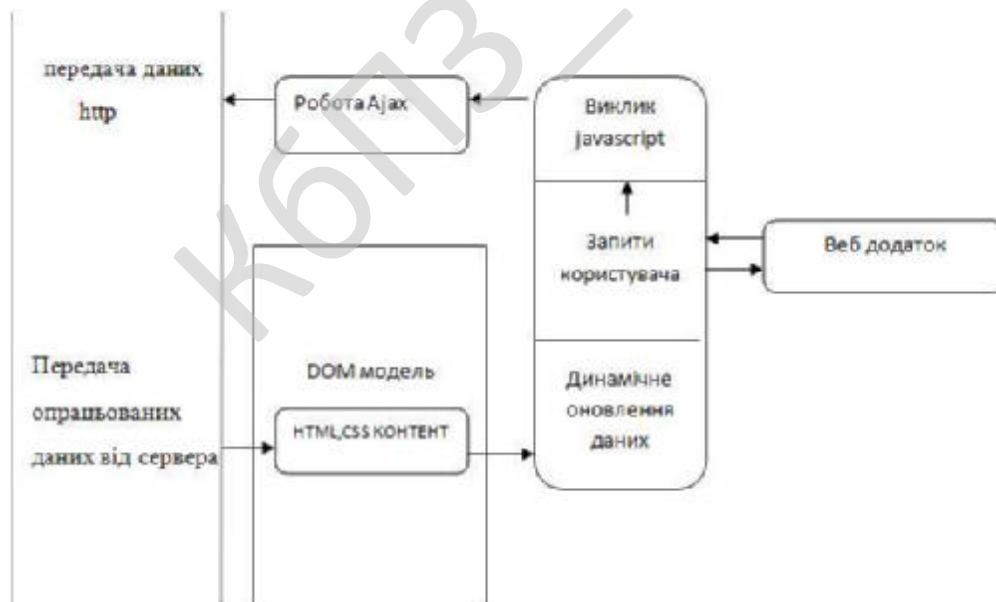 передача даних
http
Робота Ajax
Виклик
javascript
Запити
користувача
Веб додаток
Передача
опрацьованих
даних від сервера
DOM модель
HTML,CSS КОНТЕНТ
Динамічне
оновлення
даних
КбПЗ_